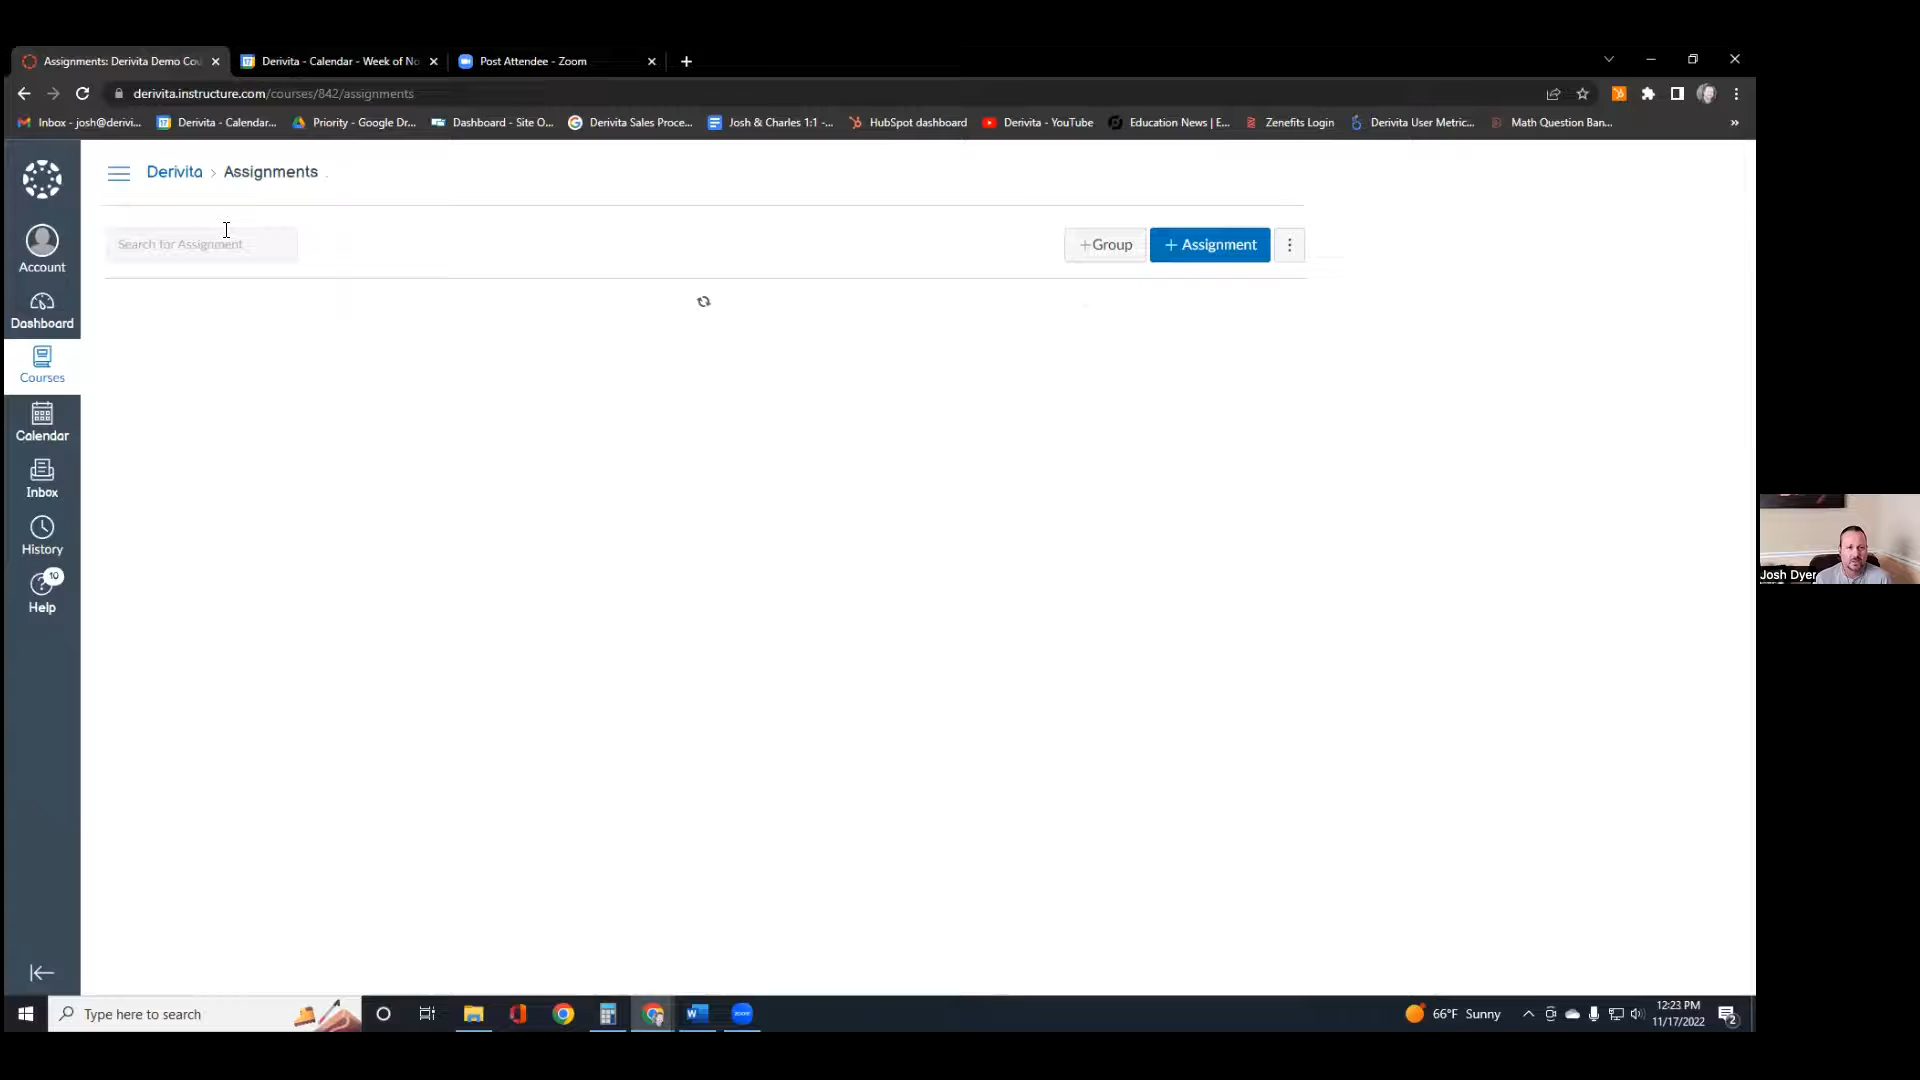 Assignments: Derivita Demo Cou
Derivita - Calendar - Week of No
Post Attendee - Zoom
derivita.instructure.com/courses/842/assignments
Inbox - josh@derivi...
Derivita - Calendar...
Priority - Google Dr...
Dashboard - Site O...
Derivita Sales Proce...
Josh & Charles 1:1 -...
HubSpot dashboard
Derivita - YouTube
Education News | E...
Zenefits Login
Derivita User Metric...
Math Question Ban...
»
Derivita > Assignments
Search for Assignment
+Group
+ Assignment
Account
Dashboard
Courses
Calendar
Inbox
History
10
Help
Josh Dyer
Type here to search
W
zoom
66°F Sunny
12:23 PM
11/17/2022
2